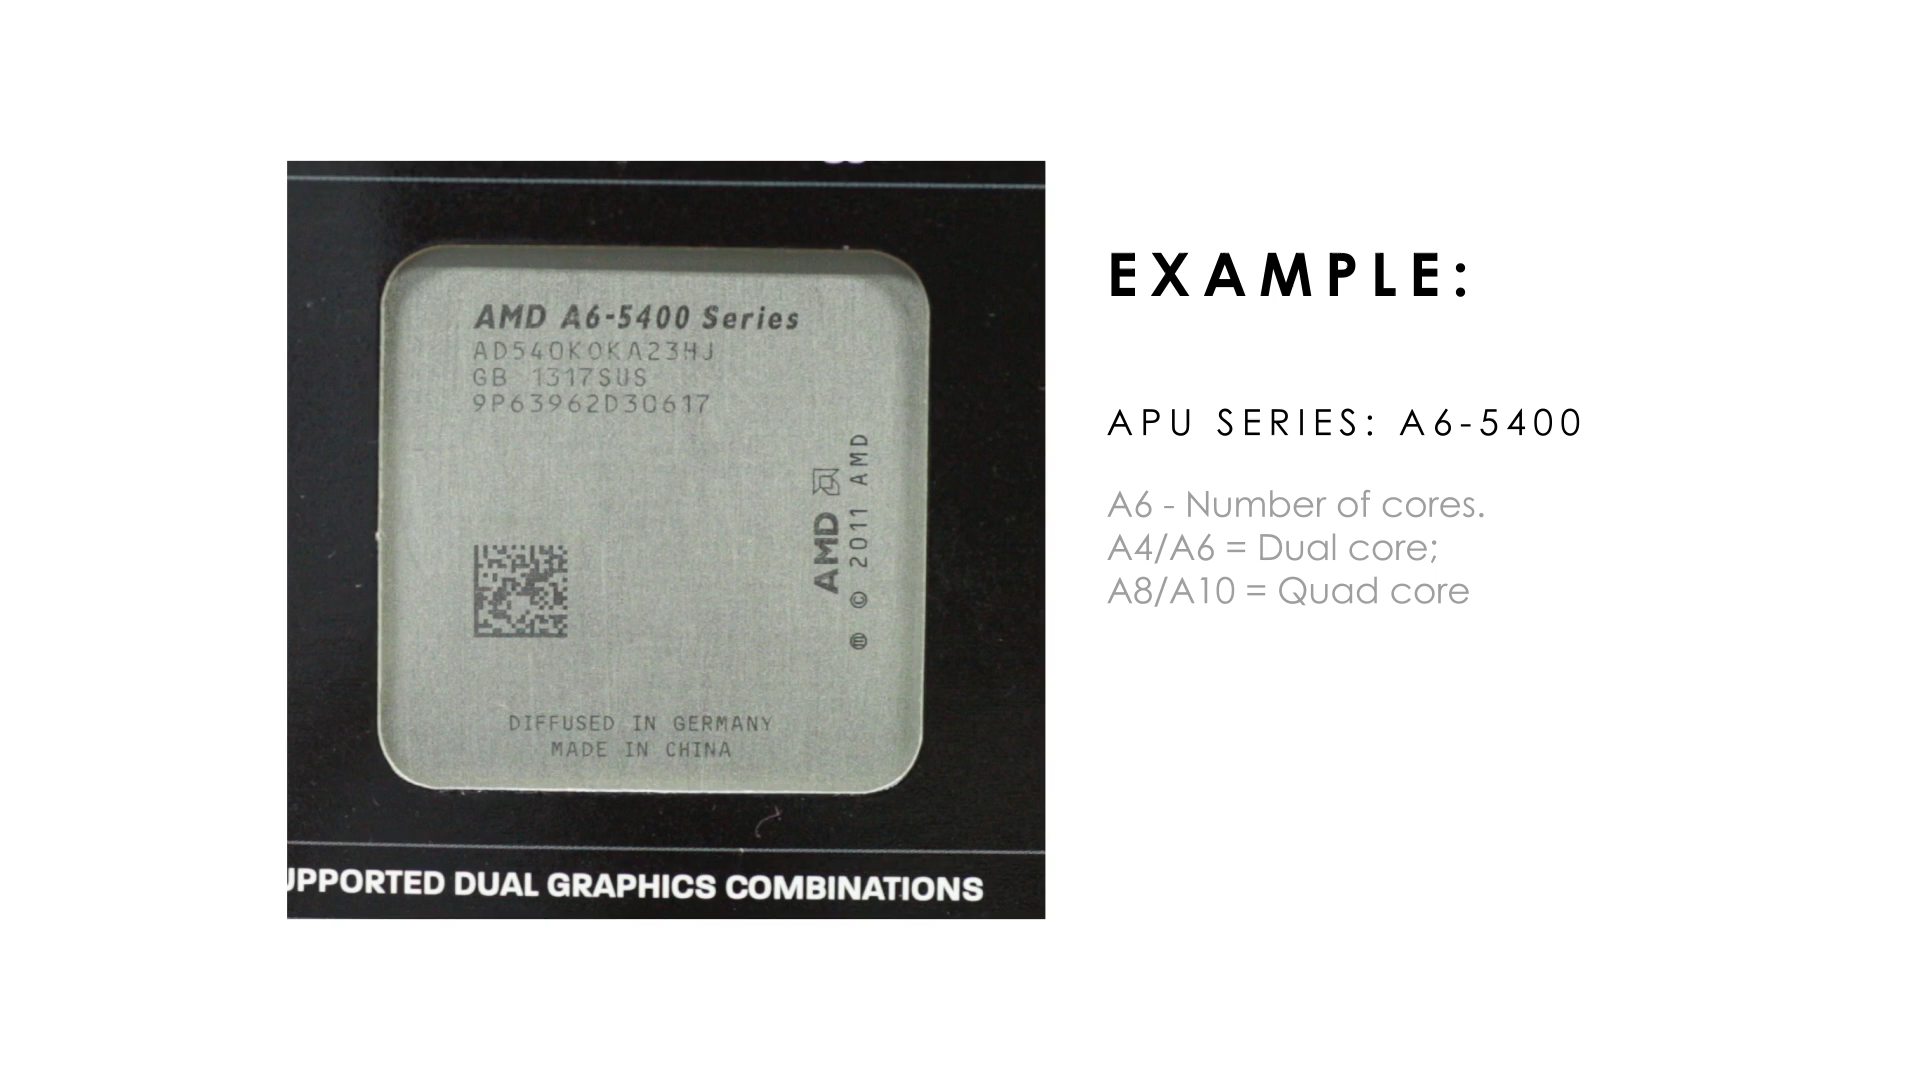 AMD A6-5400 Series
AD540K0KA23HJ
GB 1317SUS
9P63962D30617
AMD
® © 2011 AMD
DIFFUSED IN GERMANY
MADE IN CHINA
UPPORTED DUAL GRAPHICS COMBINATIONS
EXAMPLE:
APU SERIES: A6-5400
A6 - Number of cores.
A4/A6 = Dual core;
A8/A10 = Quad core